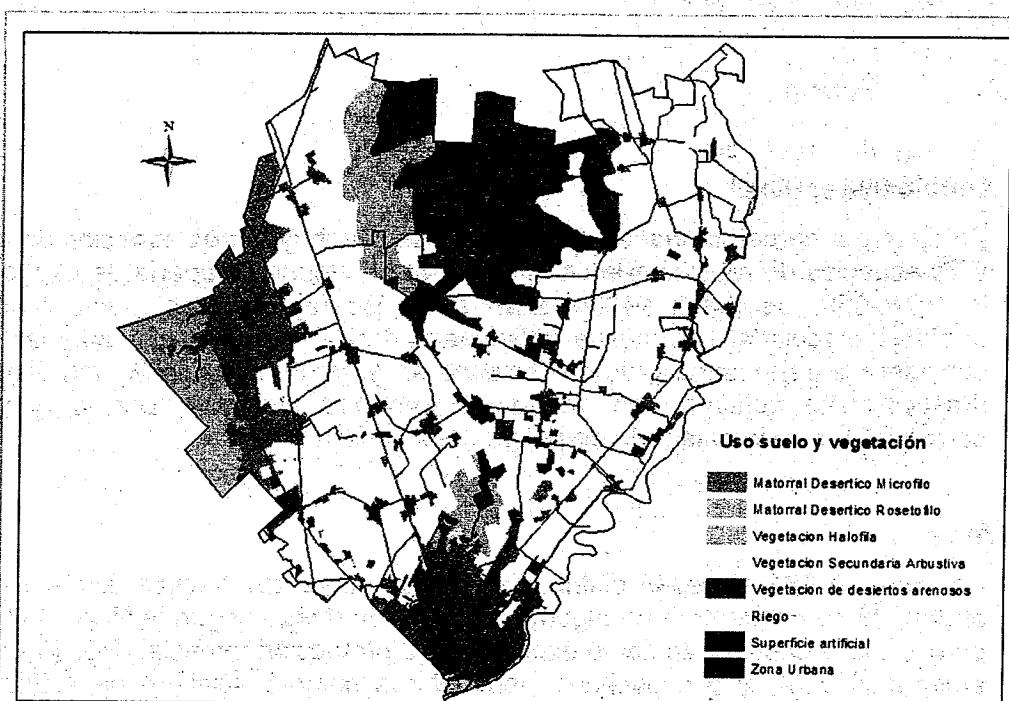 N
Uso suelo y vegetación
Matorral Desertico Microfilo
Matorral Desertico Rosetofilo
Vegetacion Halofila
Vegetacion Secundaria Arbustiva
Vegetacion de desiertos arenosos
Riego
Superficie artificial
Zona Urbana